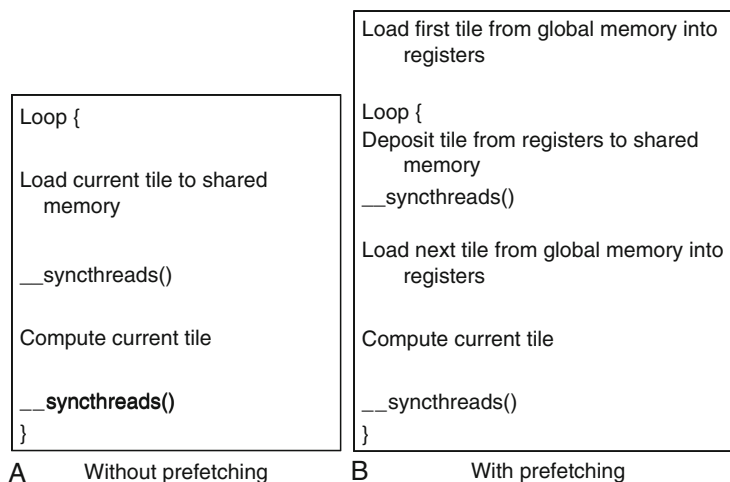 Loop {
Load current tile to shared
memory
__syncthreads()
Compute current tile
__syncthreads()
}
A Without prefetching
Load first tile from global memory into
registers
Loop {
Deposit tile from registers to shared
memory
__syncthreads()
Load next tile from global memory into
registers
Compute current tile
__syncthreads()
}
B With prefetching